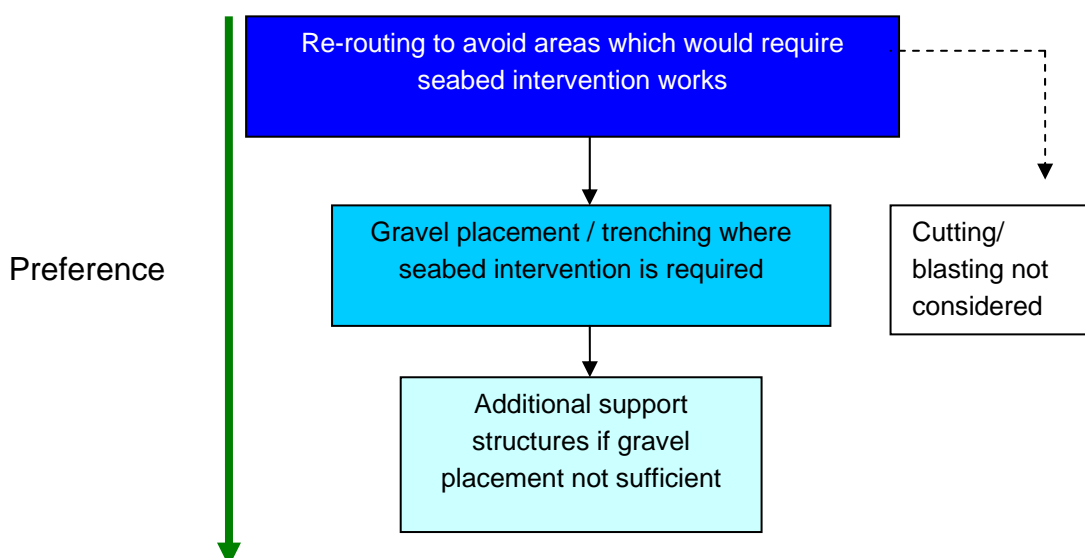 Re-routing to avoid areas which would require
seabed intervention works
Preference
Gravel placement / trenching where
seabed intervention is required
Cutting/
blasting not
considered
Additional support
structures if gravel
placement not sufficient